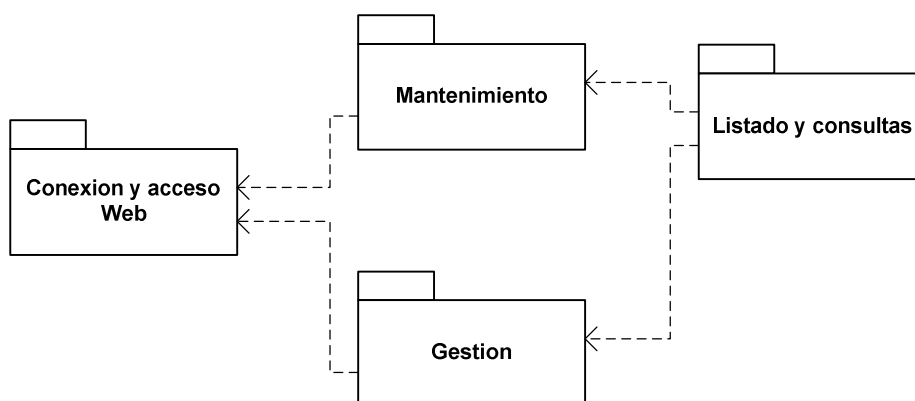 Mantenimiento
Listado y consultas
Conexion y acceso
Web
Gestion